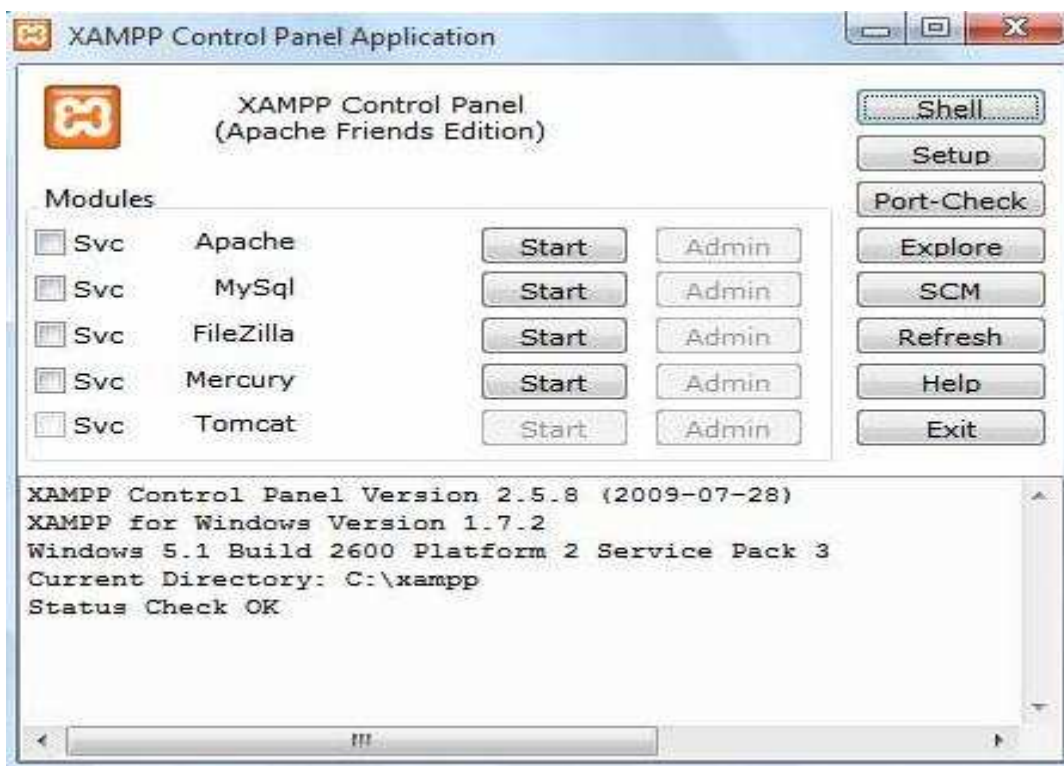 XAMPP Control Panel Application
XAMPP Control Panel
(Apache Friends Edition)
Shell
Setup
Port-Check
Explore
SCM
Refresh
Help
Exit
Modules
Svc Apache Start Admin
Svc MySql Start Admin
Svc FileZilla Start Admin
Svc Mercury Start Admin
Svc Tomcat Start Admin
XAMPP Control Panel Version 2.5.8 (2009-07-28)
XAMPP for Windows Version 1.7.2
Windows 5.1 Build 2600 Platform 2 Service Pack 3
Current Directory: C:\xampp
Status Check OK